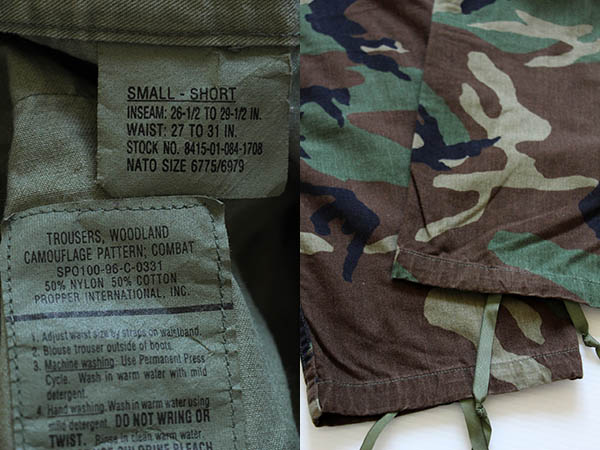 SMALL - SHORT
INSEAM: 26-1/2 TO 29-1/2 IN.
WAIST: 27 TO 31 IN.
STOCK NO. 8415-01-084-1708
NATO SIZE 6775/6979
TROUSERS, WOODLAND
CAMOUFLAGE PATTERN; COMBAT
SPO100-96-C-0331
50% NYLON 50% COTTON
PROPPER INTERNATIONAL, INC.
1. Adjust waist size by straps on waistband.
2. Blouse trouser outside of boots.
3. Machine washing. Use Permanent Press
Cycle. Wash in warm water with mild
detergent.
4. Hand washing. Wash in warm water using
mild detergent. DO NOT WRING OR
TWIST. Rinse in clean warm water.
CHLORINE BLEACH